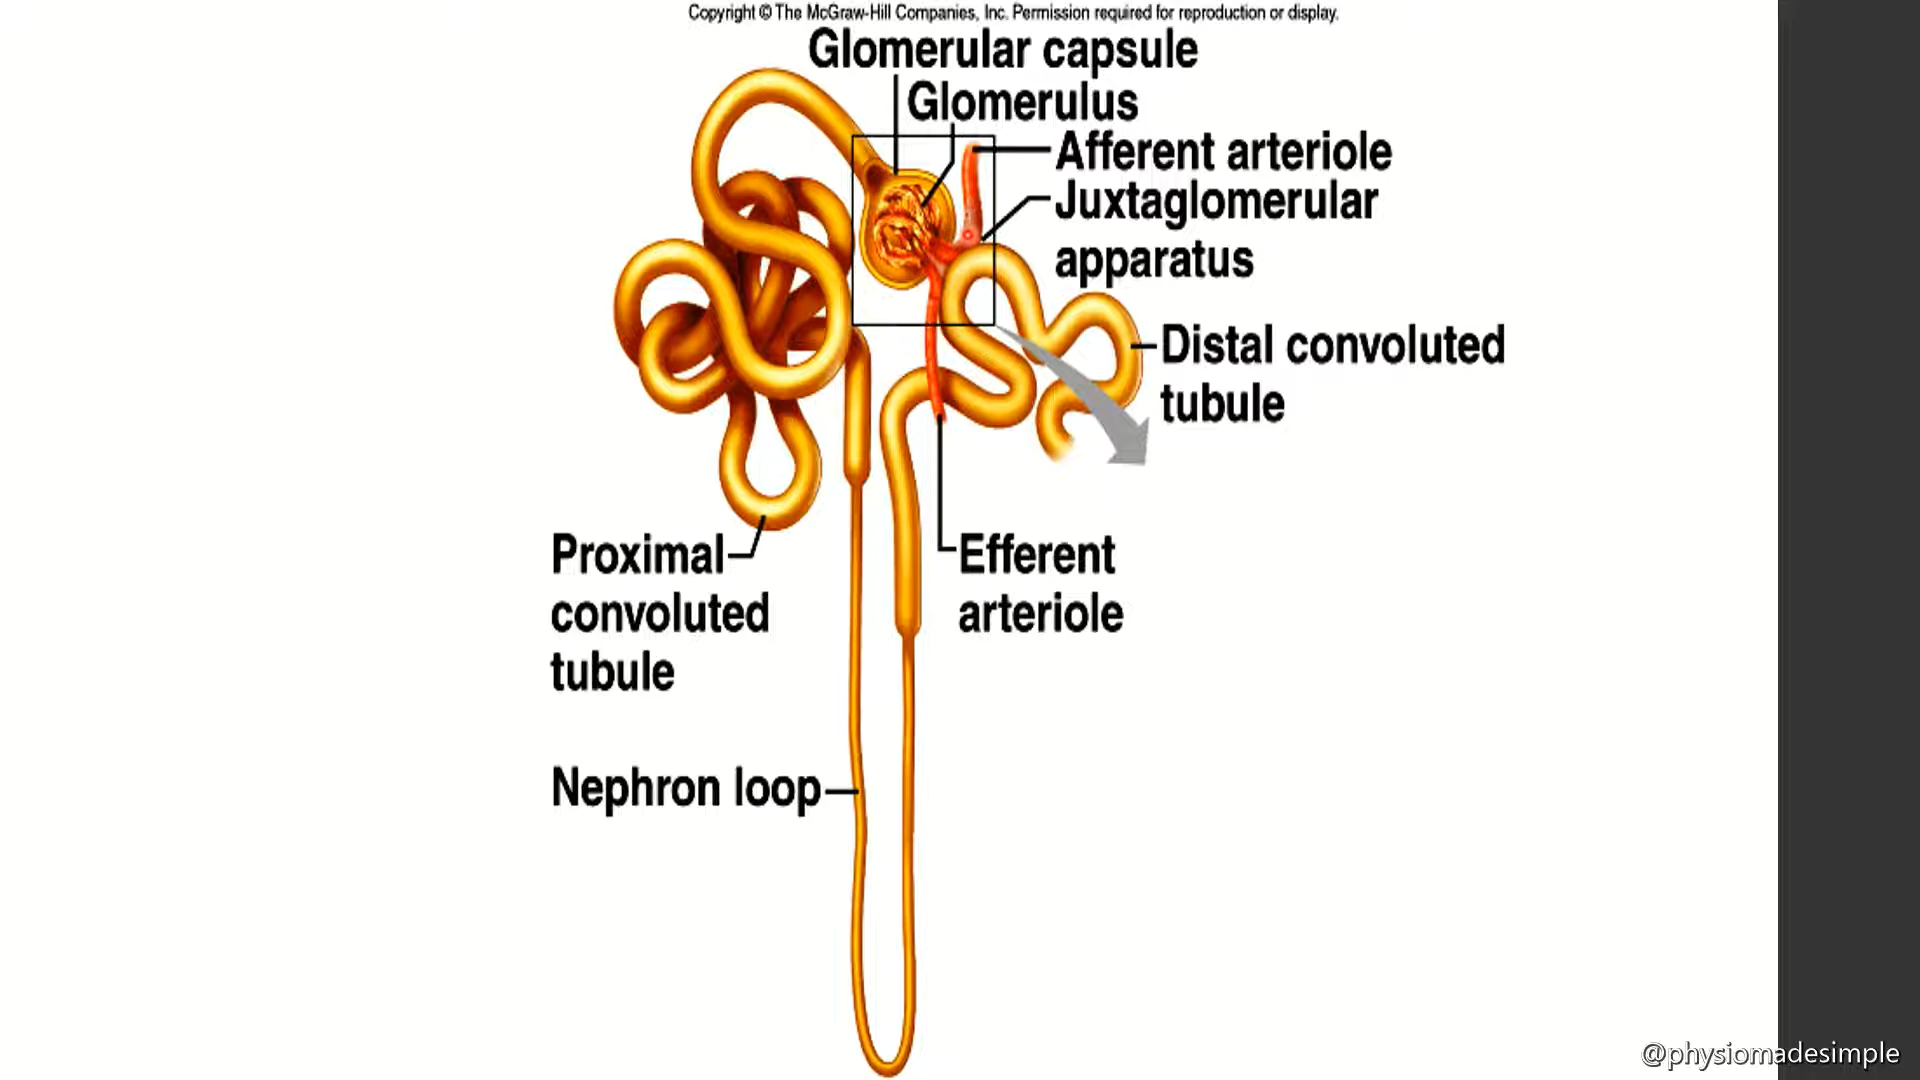 Copyright © The McGraw-Hill Companies, Inc. Permission required for reproduction or display.
Glomerular capsule
Glomerulus
Afferent arteriole
Juxtaglomerular
apparatus
Distal convoluted
tubule
Proximal
convoluted
tubule
Efferent
arteriole
Nephron loop
@physiomadesimple